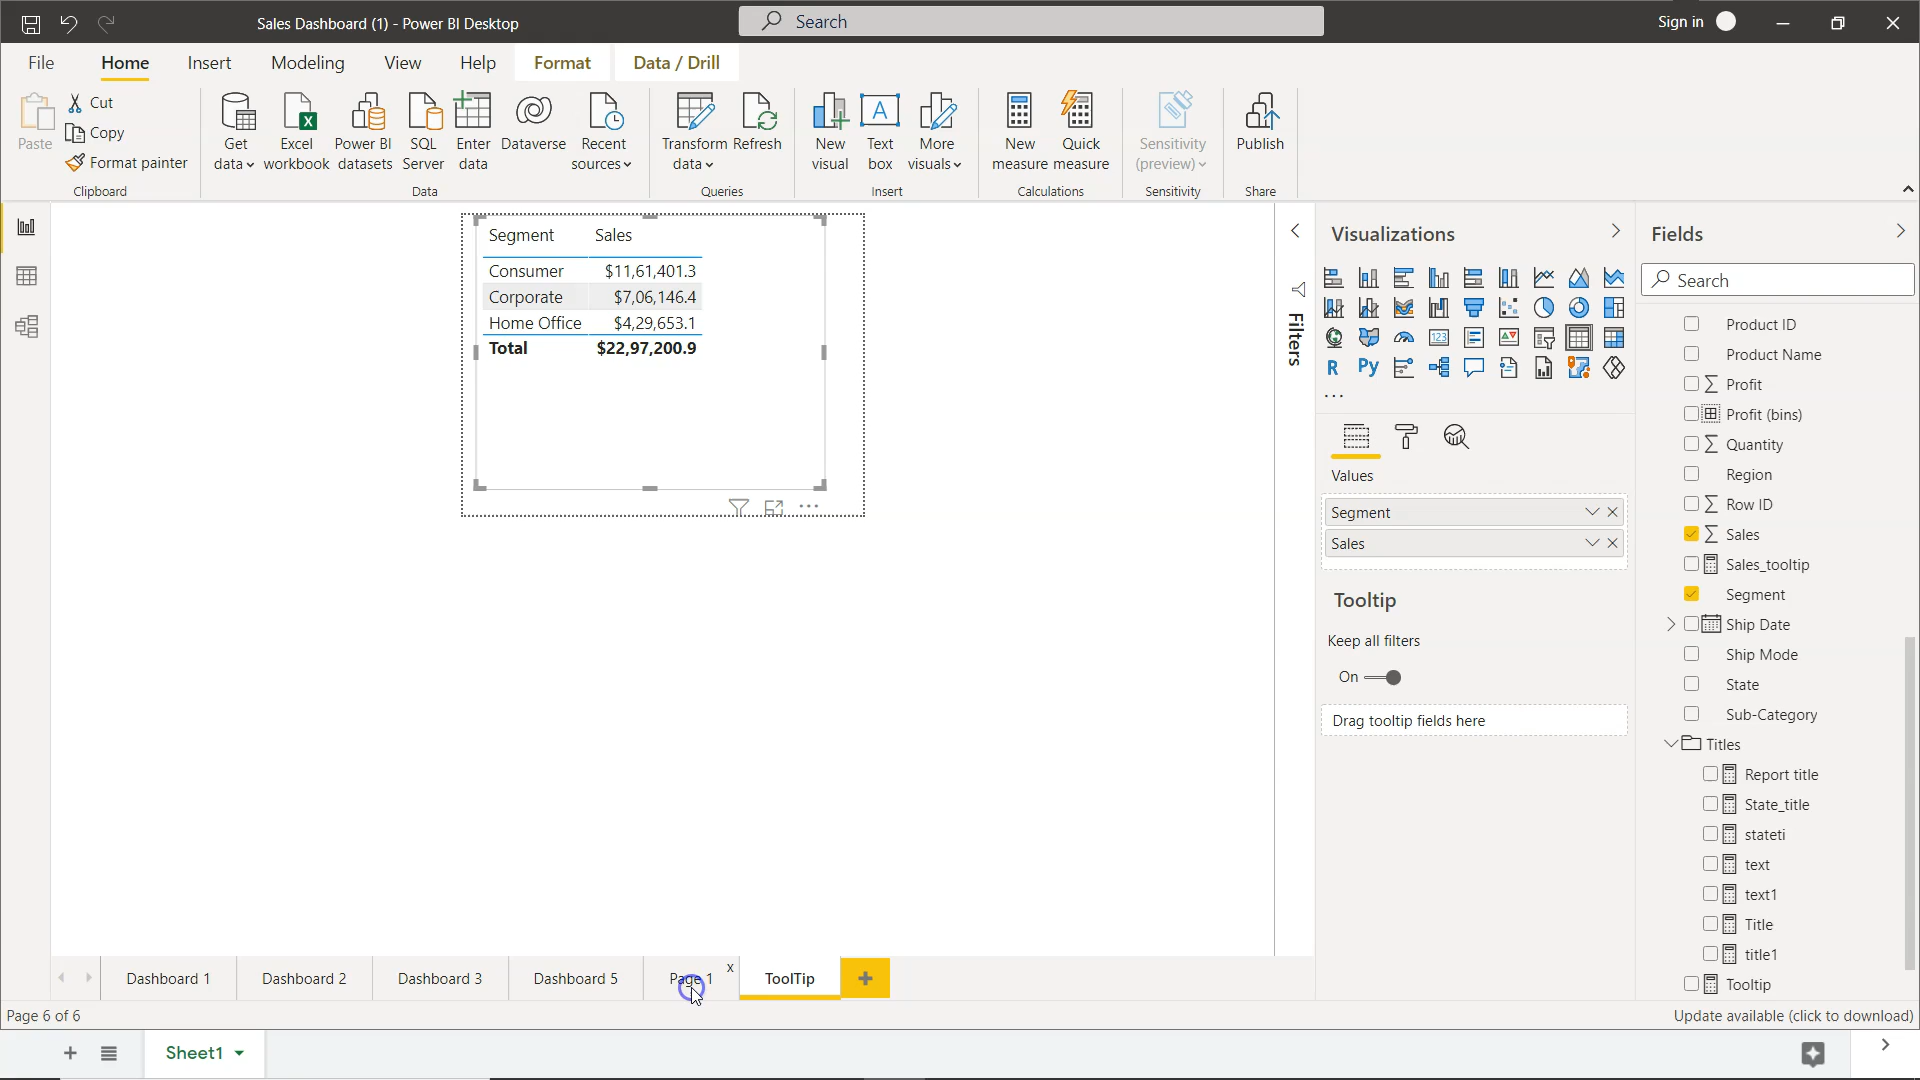 Sales Dashboard (1) - Power BI Desktop
Search
Sign in
File Home Insert Modeling View Help Format Data / Drill
Paste
Cut
Copy
Format painter
Clipboard
Get data
Excel workbook
Power BI datasets
SQL Server
Enter data
Dataverse
Recent sources
Data
Transform data
Refresh
Queries
New visual
Text box
More visuals
Insert
New measure
Quick measure
Calculations
Sensitivity (preview)
Sensitivity
Publish
Share
Segment Sales
Consumer $11,61,401.3
Corporate $7,06,146.4
Home Office $4,29,653.1
Total $22,97,200.9
Filters
Visualizations
R Py
123
...
Values
Segment
Sales
Tooltip
Keep all filters
On
Drag tooltip fields here
Fields
Search
Product ID
Product Name
Profit
Profit (bins)
Quantity
Region
Row ID
Sales
Sales_tooltip
Segment
Ship Date
Ship Mode
State
Sub-Category
Titles
Report title
State_title
stateti
text
text1
Title
title1
Tooltip
Dashboard 1 Dashboard 2 Dashboard 3 Dashboard 5 Page 1 x ToolTip +
Page 6 of 6
Update available (click to download)
+ Sheet1